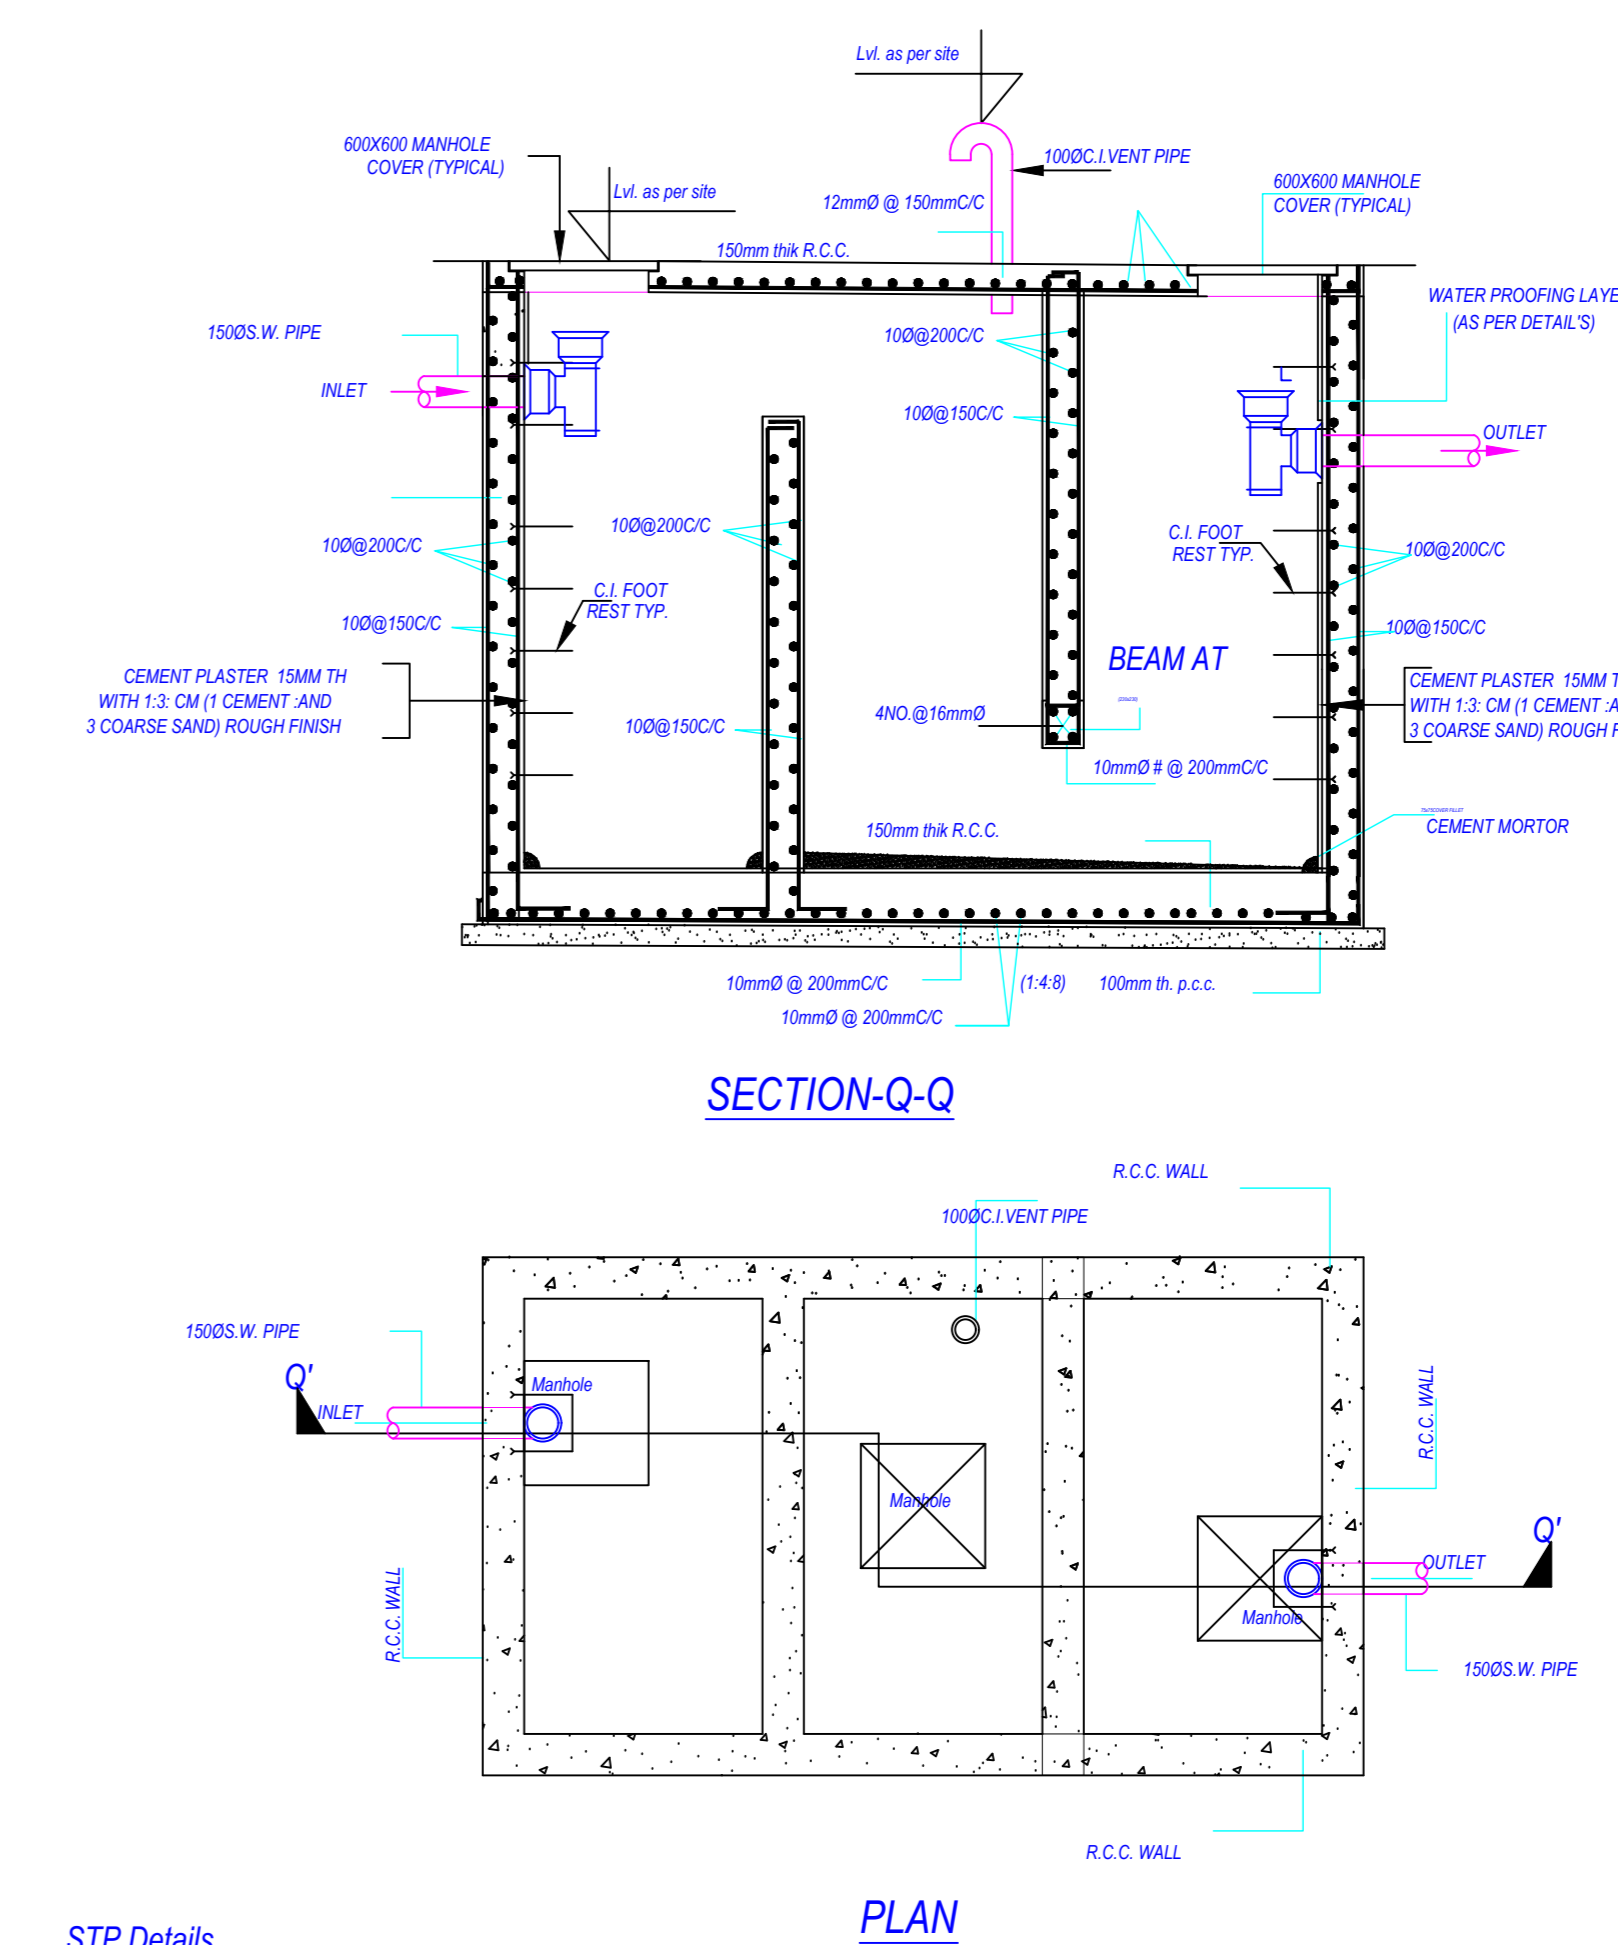 Lvl. as per site
600X600 MANHOLE
COVER (TYPICAL)
100ØC.I.VENT PIPE
Lvl. as per site
12mmØ @ 150mmC/C
600X600 MANHOLE
COVER (TYPICAL)
150mm thik R.C.C.
WATER PROOFING LAYE
(AS PER DETAIL'S)
150ØS.W. PIPE
10Ø@200C/C
INLET
10Ø@150C/C
OUTLET
10Ø@200C/C
10Ø@200C/C
C.I. FOOT
REST TYP.
10Ø@200C/C
C.I. FOOT
REST TYP.
10Ø@150C/C
10Ø@150C/C
BEAM AT
CEMENT PLASTER 15MM TH
WITH 1:3: CM (1 CEMENT :AND
3 COARSE SAND) ROUGH FINISH
CEMENT PLASTER 15MM T
WITH 1:3: CM (1 CEMENT :A
3 COARSE SAND) ROUGH F
(230x230)
4NO.@16mmØ
10Ø@150C/C
10mmØ # @ 200mmC/C
75x75COVER FILLET
CEMENT MORTOR
150mm thik R.C.C.
10mmØ @ 200mmC/C
(1:4:8)
100mm th. p.c.c.
10mmØ @ 200mmC/C
SECTION-Q-Q
R.C.C. WALL
100ØC.I.VENT PIPE
150ØS.W. PIPE
Q'
INLET
Manhole
R.C.C. WALL
Manhole
Q'
OUTLET
R.C.C. WALL
Manhole
150ØS.W. PIPE
R.C.C. WALL
PLAN
STP Details